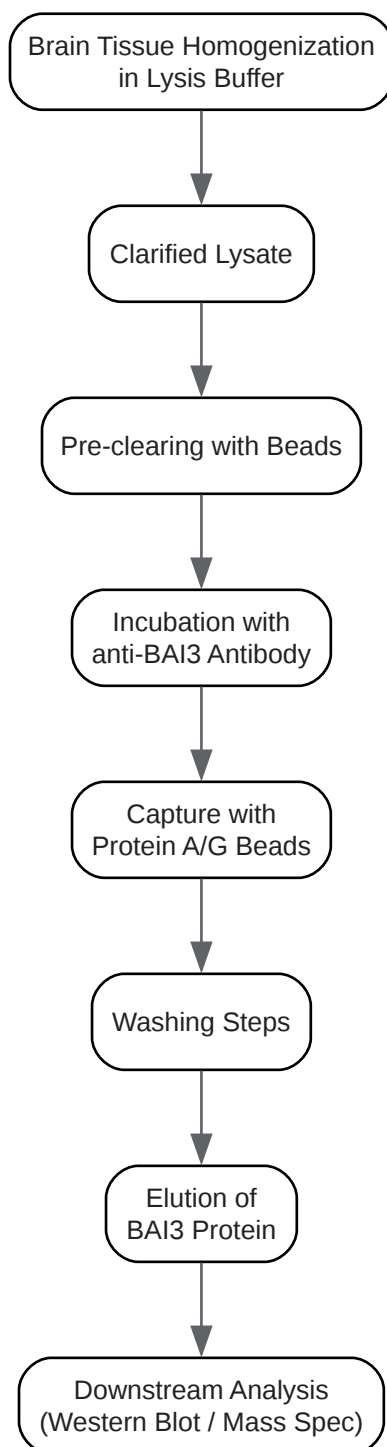 Brain Tissue Homogenization
in Lysis Buffer
Clarified Lysate
Pre-clearing with Beads
Incubation with
anti-BAI3 Antibody
Capture with
Protein A/G Beads
Washing Steps
Elution of
BAI3 Protein
Downstream Analysis
(Western Blot / Mass Spec)